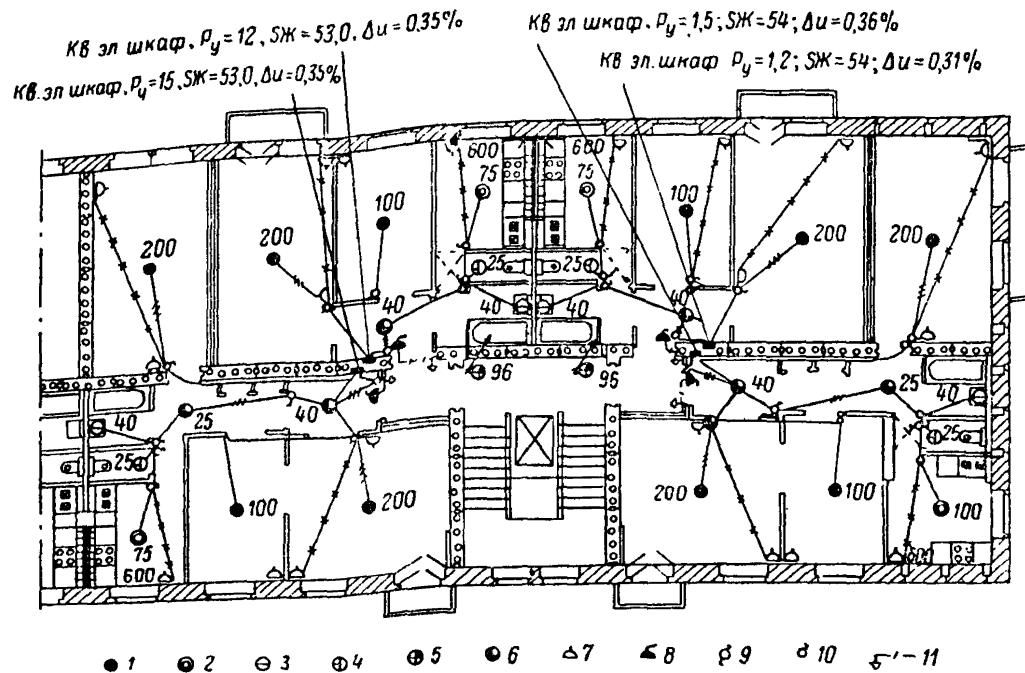 Кв эл шкаф, Pу=12, SЖ=53,0, Δu=0,35%
Кв.эл шкаф, Pу=15, SЖ=53,0, Δu=0,35%
Кв эл шкаф, Pу=1,5; SЖ=54; Δu=0,36%
Кв эл. шкаф Pу=1,2; SЖ=54; Δu=0,31%
600 600
75 75
100 100
200 200 200 200
25 25
40 40 40 40
96 96
40 25 40 40 25 40
25 25
100 200 200 100 100
75
600 600
1 2 3 4 5 6 7 8 9 10 11